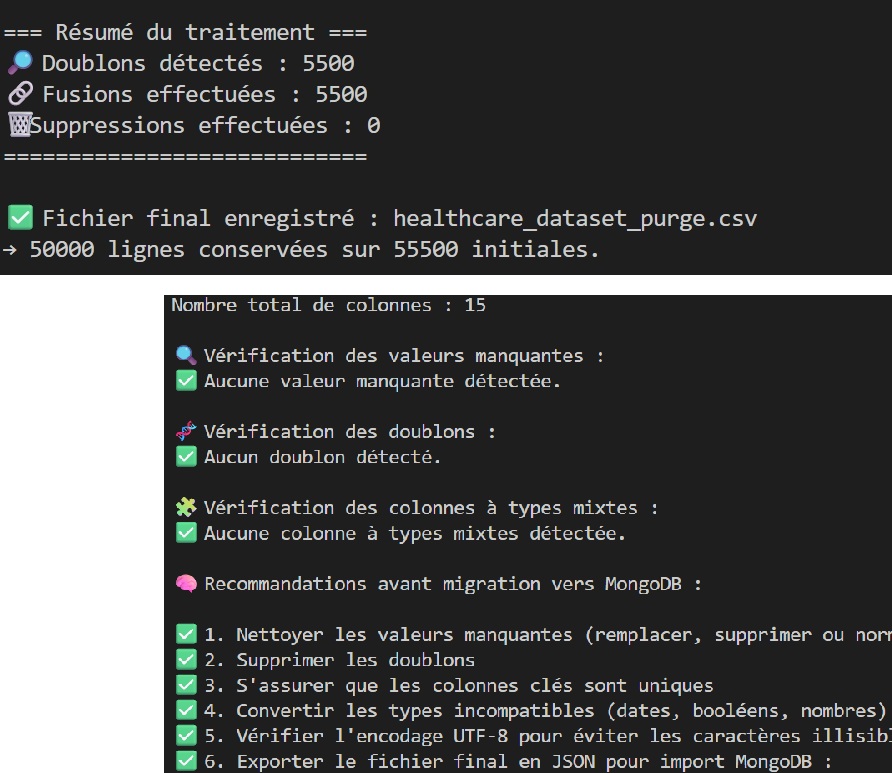 === Résumé du traitement ===
🔎 Doublons détectés : 5500
🔗 Fusions effectuées : 5500
🗑Suppressions effectuées : 0
============================
✅ Fichier final enregistré : healthcare_dataset_purge.csv
→ 50000 lignes conservées sur 55500 initiales.
Nombre total de colonnes : 15
🔍 Vérification des valeurs manquantes :
✅ Aucune valeur manquante détectée.
🧬 Vérification des doublons :
✅ Aucun doublon détecté.
🧩 Vérification des colonnes à types mixtes :
✅ Aucune colonne à types mixtes détectée.
🧠 Recommandations avant migration vers MongoDB :
✅ 1. Nettoyer les valeurs manquantes (remplacer, supprimer ou
✅ 2. Supprimer les doublons
✅ 3. S'assurer que les colonnes clés sont uniques
✅ 4. Convertir les types incompatibles (dates, booléens, nombres)
✅ 5. Vérifier l'encodage UTF-8 pour éviter les caractères
✅ 6. Exporter le fichier final en JSON pour import MongoDB :